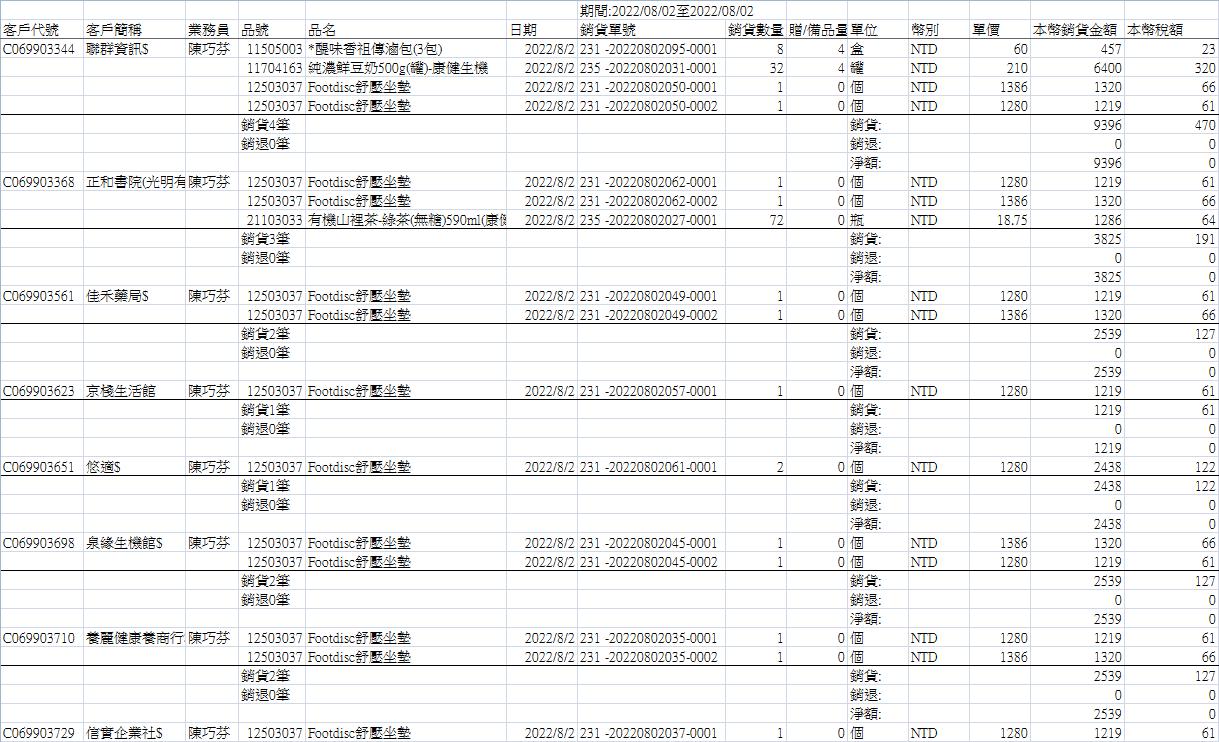 期間:2022/08/02至2022/08/02
客戶代號 客戶簡稱 業務員 品號 品名 日期 銷貨單號 銷貨數量 贈/備品量 單位 幣別 單價 本幣銷貨金額 本幣稅額
C069903344 聯群資訊$ 陳巧芬 11505003 *醍味香祖傳滷包(3包) 2022/8/2 231 -20220802095-0001 8 4 盒 NTD 60 457 23
11704163 純濃鮮豆奶500g(罐)-康健生機 2022/8/2 235 -20220802031-0001 32 4 罐 NTD 210 6400 320
12503037 Footdisc舒壓坐墊 2022/8/2 231 -20220802050-0001 1 0 個 NTD 1386 1320 66
12503037 Footdisc舒壓坐墊 2022/8/2 231 -20220802050-0002 1 0 個 NTD 1280 1219 61
銷貨4筆 銷貨: 9396 470
銷退0筆 銷退: 0 0
淨額: 9396 0
C069903368 正和書院(光明有 陳巧芬 12503037 Footdisc舒壓坐墊 2022/8/2 231 -20220802062-0001 1 0 個 NTD 1280 1219 61
12503037 Footdisc舒壓坐墊 2022/8/2 231 -20220802062-0002 1 0 個 NTD 1386 1320 66
21103033 有機山裡茶-綠茶(無糖)590ml(康健 2022/8/2 235 -20220802027-0001 72 0 瓶 NTD 18.75 1286 64
銷貨3筆 銷貨: 3825 191
銷退0筆 銷退: 0 0
淨額: 3825 0
C069903561 佳禾藥局$ 陳巧芬 12503037 Footdisc舒壓坐墊 2022/8/2 231 -20220802049-0001 1 0 個 NTD 1280 1219 61
12503037 Footdisc舒壓坐墊 2022/8/2 231 -20220802049-0002 1 0 個 NTD 1386 1320 66
銷貨2筆 銷貨: 2539 127
銷退0筆 銷退: 0 0
淨額: 2539 0
C069903623 京棧生活館 陳巧芬 12503037 Footdisc舒壓坐墊 2022/8/2 231 -20220802057-0001 1 0 個 NTD 1280 1219 61
銷貨1筆 銷貨: 1219 61
銷退0筆 銷退: 0 0
淨額: 1219 0
C069903651 悠適$ 陳巧芬 12503037 Footdisc舒壓坐墊 2022/8/2 231 -20220802061-0001 2 0 個 NTD 1280 2438 122
銷貨1筆 銷貨: 2438 122
銷退0筆 銷退: 0 0
淨額: 2438 0
C069903698 泉緣生機館$ 陳巧芬 12503037 Footdisc舒壓坐墊 2022/8/2 231 -20220802045-0001 1 0 個 NTD 1386 1320 66
12503037 Footdisc舒壓坐墊 2022/8/2 231 -20220802045-0002 1 0 個 NTD 1280 1219 61
銷貨2筆 銷貨: 2539 127
銷退0筆 銷退: 0 0
淨額: 2539 0
C069903710 養麗健康養商行 陳巧芬 12503037 Footdisc舒壓坐墊 2022/8/2 231 -20220802035-0001 1 0 個 NTD 1280 1219 61
12503037 Footdisc舒壓坐墊 2022/8/2 231 -20220802035-0002 1 0 個 NTD 1386 1320 66
銷貨2筆 銷貨: 2539 127
銷退0筆 銷退: 0 0
淨額: 2539 0
C069903729 信實企業社$ 陳巧芬 12503037 Footdisc舒壓坐墊 2022/8/2 231 -20220802037-0001 1 0 個 NTD 1280 1219 61